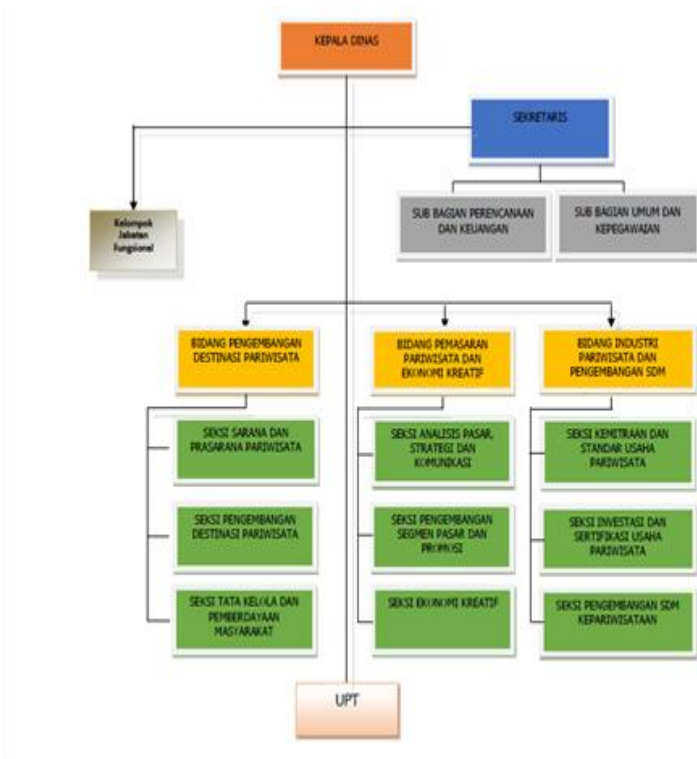 KEPALA DINAS
SEKRETARIS
Kelompok
Jabatan
Fungsional
SUB BAGIAN PERENCANAAN
DAN KEUANGAN
SUB BAGIAN UMUM DAN
KEPEGAWAIAN
BIDANG PENGEMBANGAN
DESTINASI PARIWISATA
BIDANG PEMASARAN
PARIWISATA DAN
EKONOMI KREATIF
BIDANG INDUSTRI
PARIWISATA DAN
PENGEMBANGAN SDM
SEKSI SARANA DAN
PRASARANA PARIWISATA
SEKSI ANALISIS PASAR,
STRATEGI DAN
KOMUNIKASI
SEKSI KEMITRAAN DAN
STANDAR USAHA
PARIWISATA
SEKSI PENGEMBANGAN
DESTINASI PARIWISATA
SEKSI PENGEMBANGAN
SEGMEN PASAR DAN
PROMOSI
SEKSI INVESTASI DAN
SERTIFIKASI USAHA
PARIWISATA
SEKSI TATA KELOLA DAN
PEMBERDAYAAN
MASYARAKAT
SEKSI EKONOMI KREATIF
SEKSI PENGEMBANGAN SDM
KEPARIWISATAAN
UPT